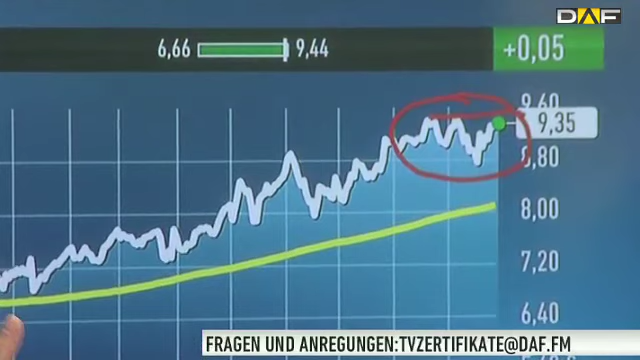 DAF
6,66 9,44 +0,05
9,60
9,35
8,80
8,00
7,20
6,40
FRAGEN UND ANREGUNGEN:TVZERTIFIKATE@DAF.FM